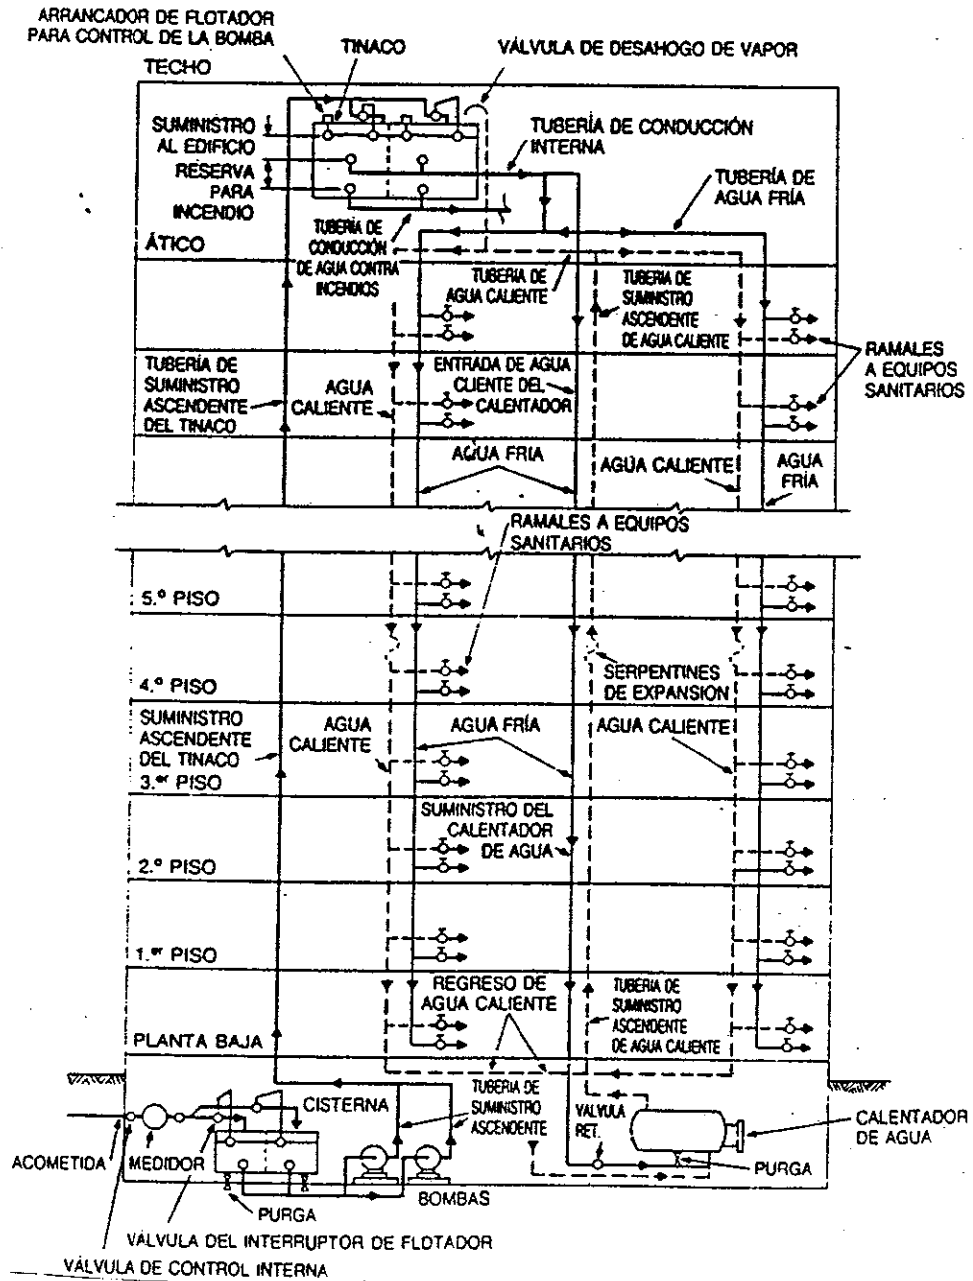 ARRANCADOR DE FLOTADOR
PARA CONTROL DE LA BOMBA
TINACO
VÁLVULA DE DESAHOGO DE VAPOR
TECHO
SUMINISTRO
AL EDIFICIO
RESERVA
PARA
INCENDIO
TUBERÍA DE CONDUCCIÓN
INTERNA
TUBERÍA DE
AGUA FRÍA
ÁTICO
TUBERÍA DE
CONDUCCIÓN
DE AGUA CONTRA
INCENDIOS
TUBERÍA DE
AGUA CALIENTE
TUBERÍA DE
SUMINISTRO
ASCENDENTE
DE AGUA CALIENTE
RAMALES
A EQUIPOS
SANITARIOS
TUBERÍA DE
SUMINISTRO
ASCENDENTE
DEL TINACO
AGUA
CALIENTE
ENTRADA DE AGUA
CLIENTE DEL
CALENTADOR
AGUA FRÍA
AGUA CALIENTE
AGUA
FRÍA
RAMALES A EQUIPOS
SANITARIOS
5.º PISO
4.º PISO
SERPENTINES
DE EXPANSIÓN
SUMINISTRO
ASCENDENTE
DEL TINACO
3.er PISO
AGUA
CALIENTE
AGUA FRÍA
AGUA CALIENTE
SUMINISTRO DEL
CALENTADOR
DE AGUA
2.º PISO
1.er PISO
REGRESO DE
AGUA CALIENTE
TUBERÍA DE
SUMINISTRO
ASCENDENTE
DE AGUA CALIENTE
PLANTA BAJA
CISTERNA
TUBERÍA DE
SUMINISTRO
ASCENDENTE
VÁLVULA
RET.
CALENTADOR
DE AGUA
ACOMETIDA
MEDIDOR
PURGA
BOMBAS
PURGA
VÁLVULA DEL INTERRUPTOR DE FLOTADOR
VÁLVULA DE CONTROL INTERNA